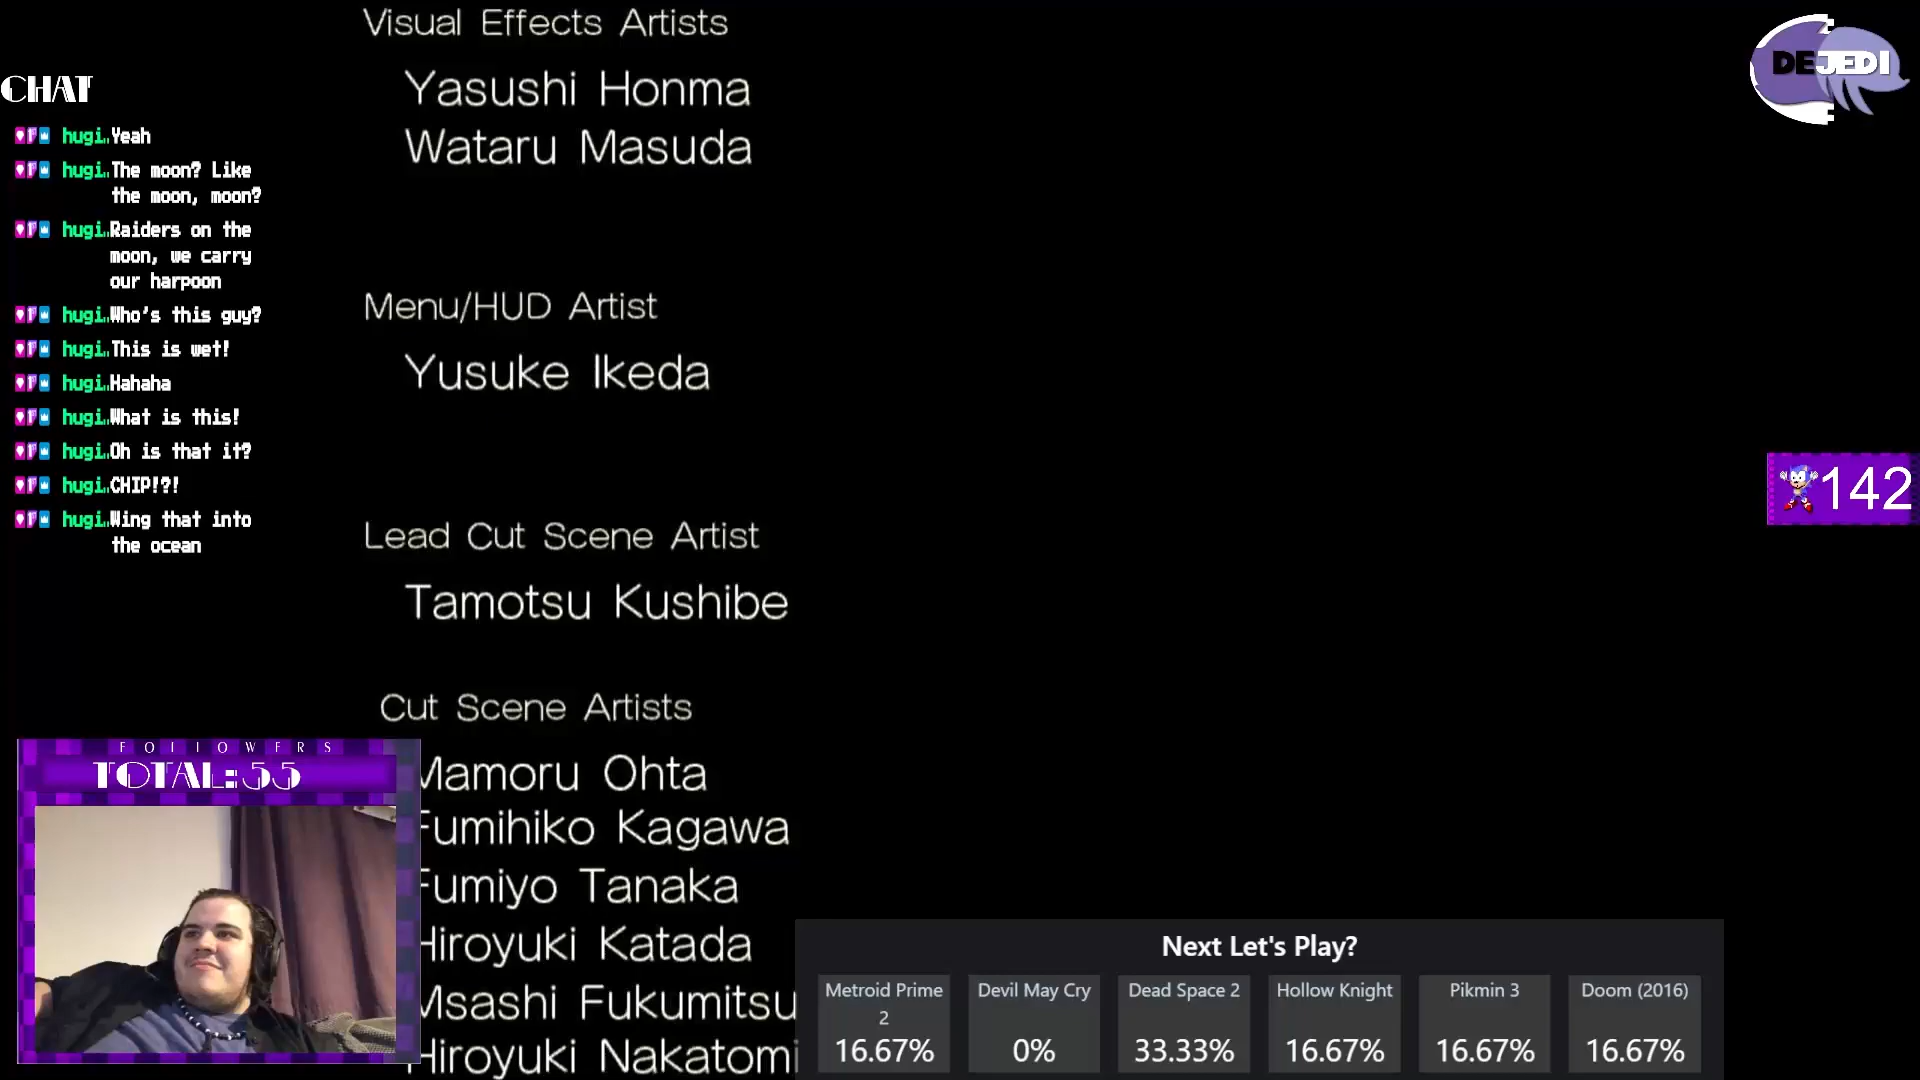 CHAT
hugi..Yeah
hugi..The moon? Like
the moon, moon?
hugi..Raiders on the
moon, we carry
our harpoon
hugi..Who's this guy?
hugi..This is wet!
hugi..Hahaha
hugi..What is this!
hugi..Oh is that it?
hugi..CHIP!?!
hugi..Wing that into
the ocean
Visual Effects Artists
Yasushi Honma
Wataru Masuda
Menu/HUD Artist
Yusuke Ikeda
Lead Cut Scene Artist
Tamotsu Kushibe
Cut Scene Artists
Mamoru Ohta
Fumihiko Kagawa
Fumiyo Tanaka
Hiroyuki Katada
Msashi Fukumitsu
Hiroyuki Nakatomi
DEJEDI
142
FOLLOWERS
TOTAL:55
Next Let's Play?
Metroid Prime
2
16.67%
Devil May Cry
0%
Dead Space 2
33.33%
Hollow Knight
16.67%
Pikmin 3
16.67%
Doom (2016)
16.67%